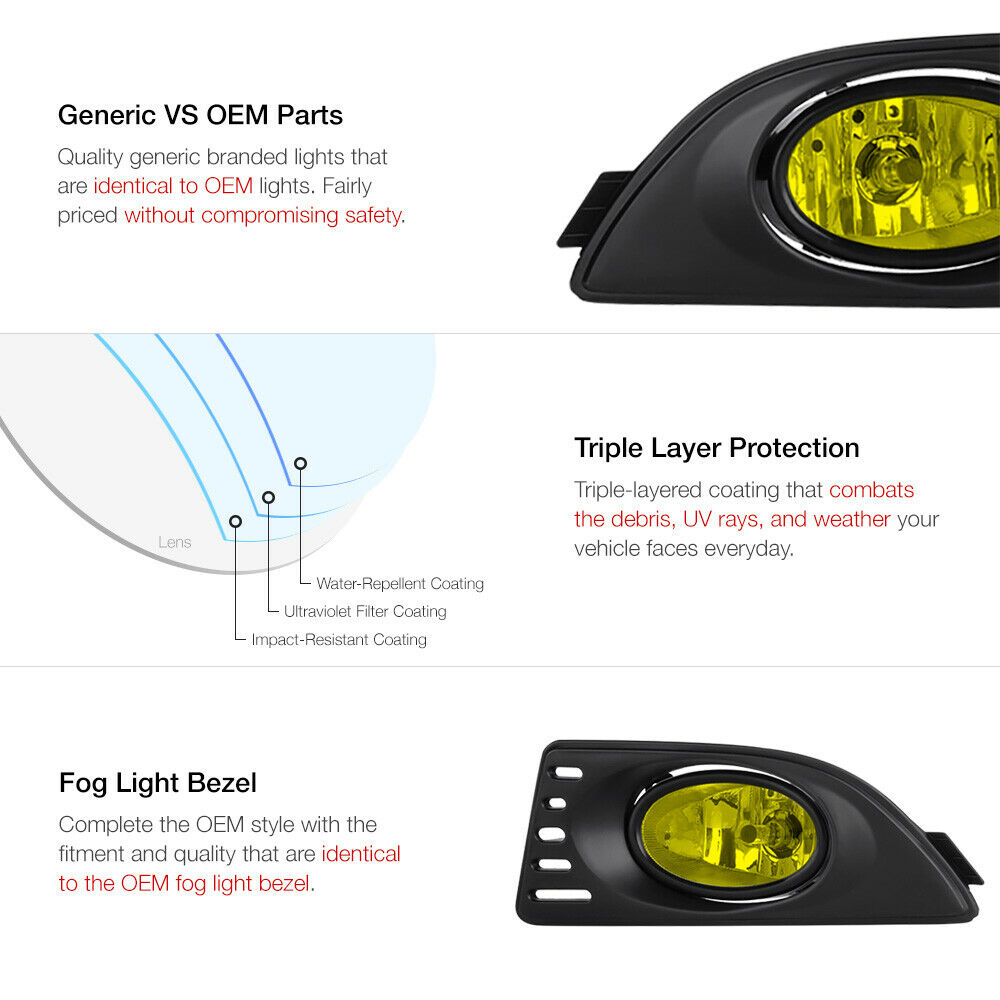 Generic VS OEM Parts
Quality generic branded lights that
are identical to OEM lights. Fairly
priced without compromising safety.
Lens
Water-Repellent Coating
Ultraviolet Filter Coating
Impact-Resistant Coating
Triple Layer Protection
Triple-layered coating that combats
the debris, UV rays, and weather your
vehicle faces everyday.
Fog Light Bezel
Complete the OEM style with the
fitment and quality that are identical
to the OEM fog light bezel.